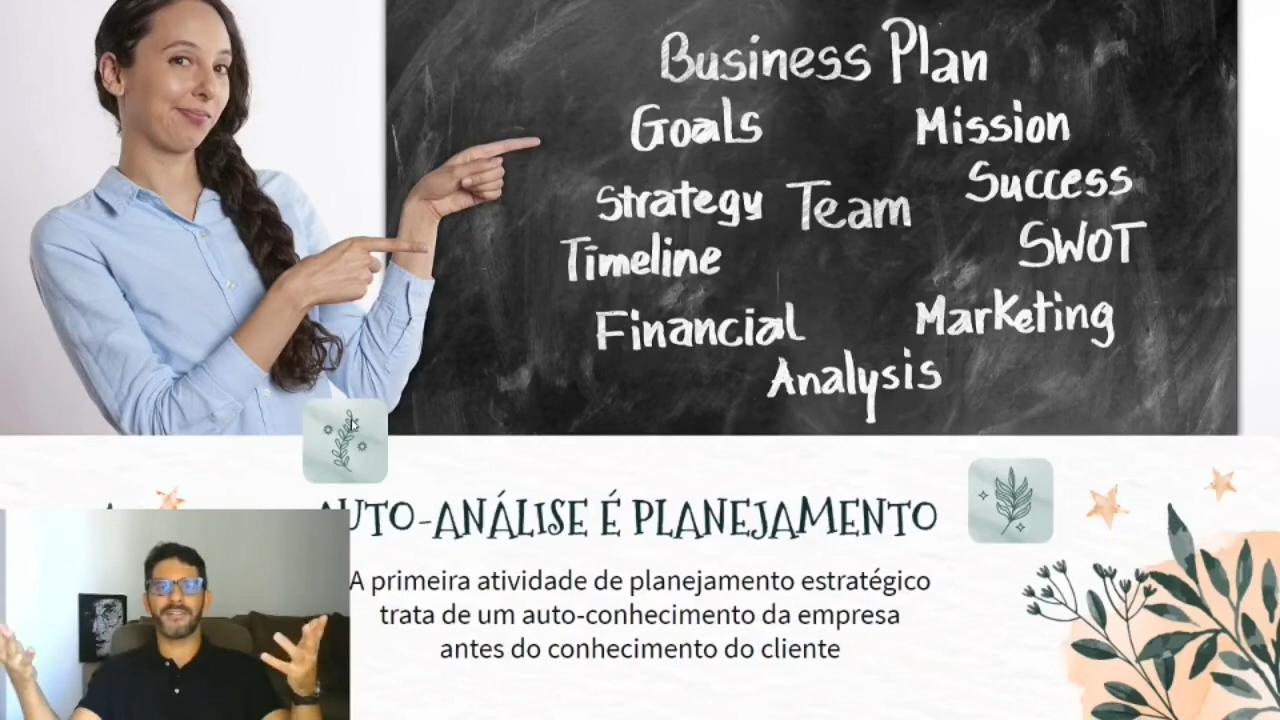 Business Plan
Goals Mission
Strategy Team Success
Timeline SWOT
Financial Marketing
Analysis
AUTO-ANÁLISE É PLANEJAMENTO
A primeira atividade de planejamento estratégico
trata de um auto-conhecimento da empresa
antes do conhecimento do cliente